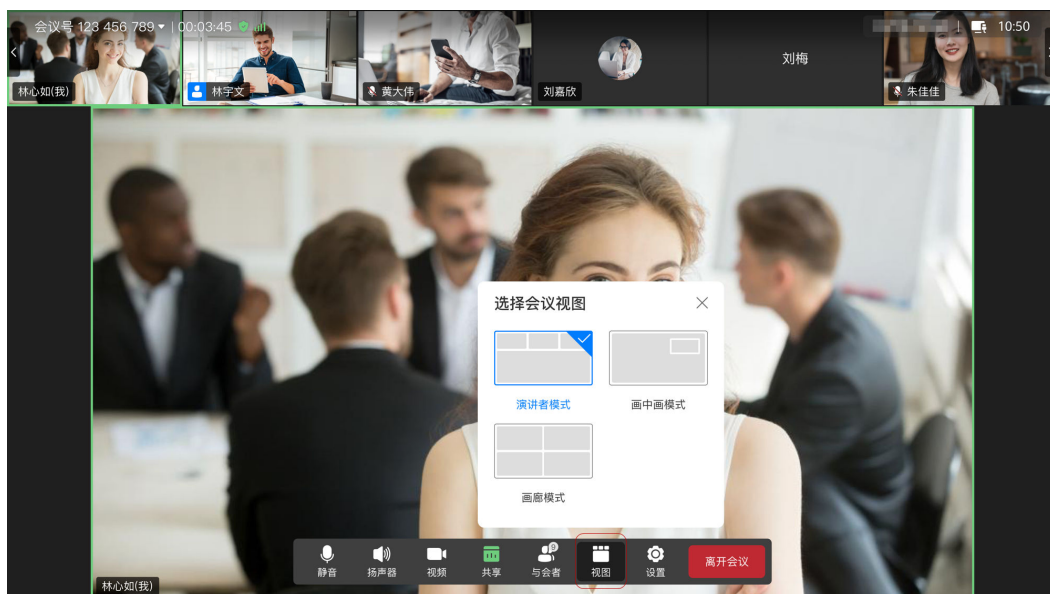 会议号 123 456 789 | 00:03:45
| 10:50
林心如(我)
林宇文
黄大伟
刘嘉欣
刘梅
朱佳佳
选择会议视图
演讲者模式
画中画模式
画廊模式
静音
扬声器
视频
共享
9
与会者
视图
设置
离开会议
林心如(我)